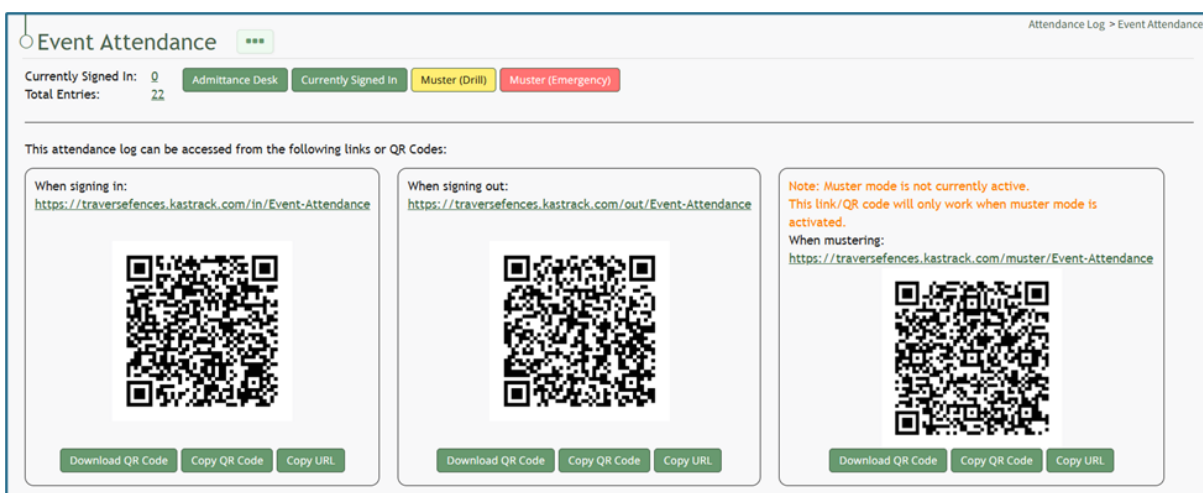 Attendance Log > Event Attendance
Event Attendance
Currently Signed In: 0
Total Entries: 22
Admittance Desk
Currently Signed In
Muster (Drill)
Muster (Emergency)
This attendance log can be accessed from the following links or QR Codes:
When signing in:
https://traversefences.kastrack.com/in/Event-Attendance
Download QR Code
Copy QR Code
Copy URL
When signing out:
https://traversefences.kastrack.com/out/Event-Attendance
Download QR Code
Copy QR Code
Copy URL
Note: Muster mode is not currently active.
This link/QR code will only work when muster mode is
activated.
When mustering:
https://traversefences.kastrack.com/muster/Event-Attendance
Download QR Code
Copy QR Code
Copy URL